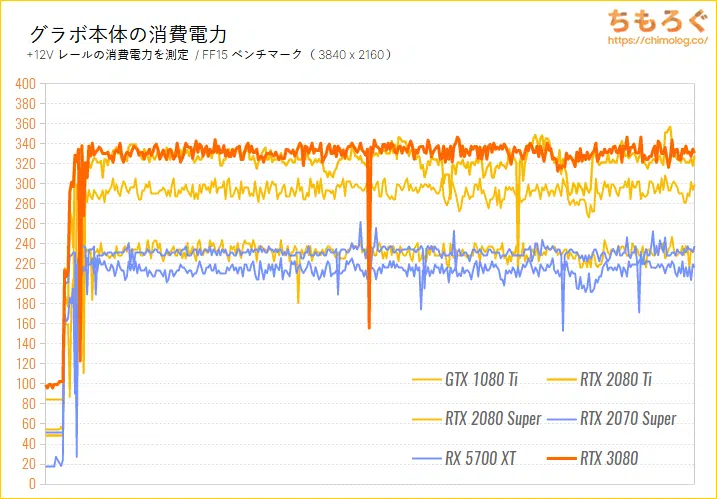 グラボ本体の消費電力
+12V レールの消費電力を測定 / FF15 ベンチマーク（ 3840 x 2160 ）
ちもろぐ
https://chimolog.co/
400
380
360
340
320
300
280
260
240
220
200
180
160
140
120
100
80
60
40
20
0
GTX 1080 Ti
RTX 2080 Ti
RTX 2080 Super
RTX 2070 Super
RX 5700 XT
RTX 3080